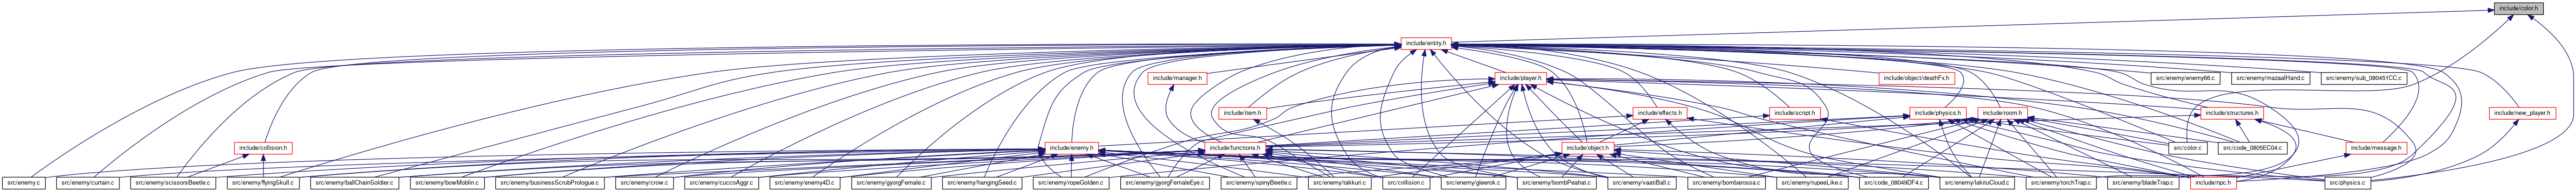 include/color.h
include/entity.h
include/manager.h
include/player.h
include/object/deathFx.h
src/enemy/enemy66.c
src/enemy/mazaalHand.c
src/enemy/sub_080451CC.c
include/item.h
include/effects.h
include/script.h
include/physics.h
include/room.h
include/structures.h
include/new_player.h
include/collision.h
include/enemy.h
include/functions.h
include/object.h
src/color.c
src/code_0805EC04.c
include/message.h
src/enemy.c
src/enemy/curtain.c
src/enemy/scissorsBeetle.c
src/enemy/flyingSkull.c
src/enemy/ballChainSoldier.c
src/enemy/bowMoblin.c
src/enemy/businessScrubPrologue.c
src/enemy/crow.c
src/enemy/cuccoAggr.c
src/enemy/enemy4D.c
src/enemy/gyorgFemale.c
src/enemy/hangingSeed.c
src/enemy/ropeGolden.c
src/enemy/gyorgFemaleEye.c
src/enemy/spinyBeetle.c
src/enemy/takkuri.c
src/collision.c
src/enemy/gleerok.c
src/enemy/bombPeahat.c
src/enemy/vaatiBall.c
src/enemy/bombarossa.c
src/enemy/rupeeLike.c
src/code_08049DF4.c
src/enemy/lakituCloud.c
src/enemy/torchTrap.c
src/enemy/bladeTrap.c
include/npc.h
src/physics.c